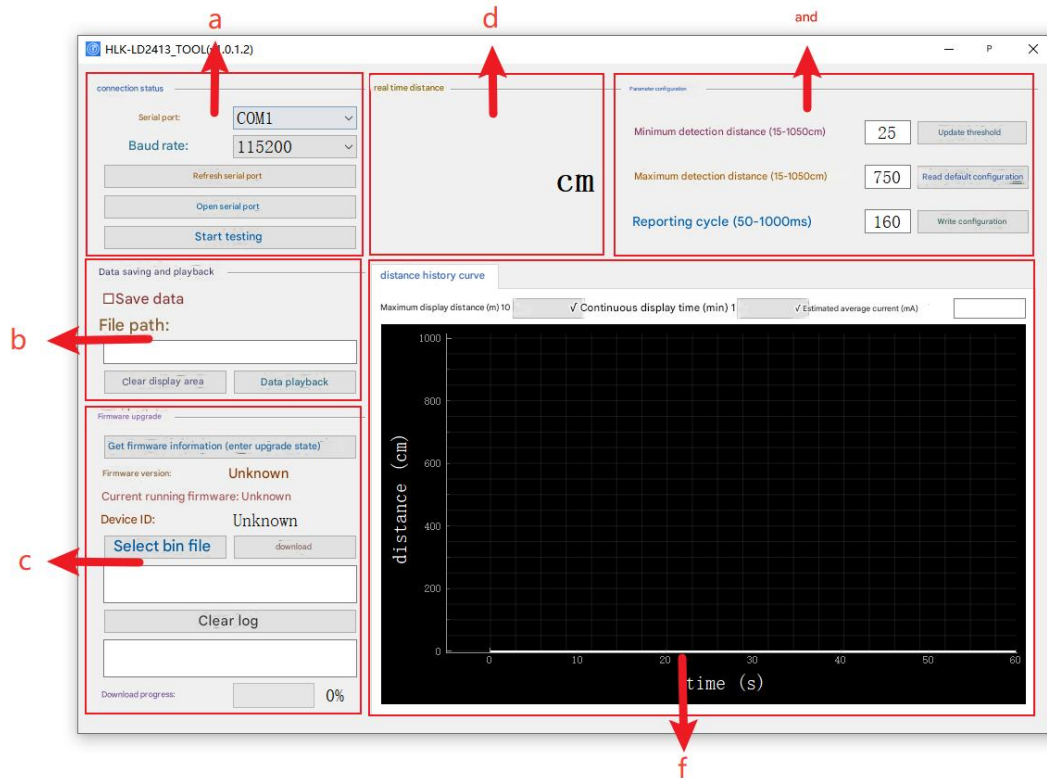 a
d
and
HLK-LD2413_TOOL(v1.0.1.2)
P
connection status
Serial port:
COM1
Baud rate:
115200
Refresh serial port
Open serial port
Start testing
real time distance
cm
Parameter configuration
Minimum detection distance (15-1050cm)
25
Update threshold
Maximum detection distance (15-1050cm)
750
Read default configuration
Reporting cycle (50-1000ms)
160
Write configuration
Data saving and playback
Save data
File path:
b
Clear display area
Data playback
Firmware upgrade
Get firmware information (enter upgrade state)
Firmware version:
Unknown
Current running firmware: Unknown
Device ID:
Unknown
Select bin file
download
c
Clear log
Download progress:
0%
distance history curve
Maximum display distance (m) 10
√ Continuous display time (min) 1
√ Estimated average current (mA)
1000
800
600
400
200
0
distance (cm)
0 10 20 30 40 50 60
time (s)
f